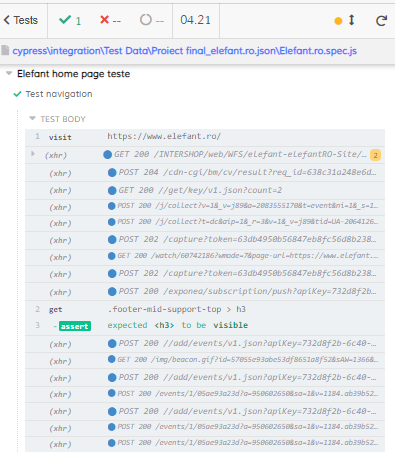 Tests 1 -- -- 04.21
cypress\integration\Test Data\Proiect final_elefant.ro.json\Elefant.ro.spec.js
Elefant home page teste
Test navigation
TEST BODY
1 visit https://www.elefant.ro/
(xhr) GET 200 /INTERSHOP/web/WFS/elefant-elefantRO-Site/... 2
(xhr) POST 204 /cdn-cgi/bm/cv/result?req_id=638c31a248e6d...
(xhr) GET 200 //get/key/v1.json?count=2
(xhr) POST 200 /j/collect?v=1&_v=j89&a=2083555170&t=event&ni=1&_s=1...
(xhr) POST 200 /j/collect?t=dc&aip=1&_r=3&v=1&_v=j89&tid=UA-2064126...
(xhr) POST 202 /capture?token=63db4950b56847eb8fc56d8b238...
(xhr) GET 200 /watch/60742186?wmode=7&page-url=https://www.elefant....
(xhr) POST 202 /capture?token=63db4950b56847eb8fc56d8b238...
(xhr) POST 200 /exponea/subscription/push?apiKey=732d8f2b...
2 get .footer-mid-support-top > h3
3 -assert expected <h3> to be visible
(xhr) POST 200 //add/events/v1.json?apiKey=732d8f2b-6c40-...
(xhr) GET 200 /img/beacon.gif?id=57055e93abe53df8651a8f52&sAW=1366&...
(xhr) POST 200 //add/events/v1.json?apiKey=732d8f2b-6c40-...
(xhr) POST 200 /events/1/05ae93a23d?a=950602650&sa=1&v=1184.ab39b52...
(xhr) POST 200 //add/events/v1.json?apiKey=732d8f2b-6c40-...
(xhr) POST 200 /events/1/05ae93a23d?a=950602650&sa=1&v=1184.ab39b52...
(xhr) POST 200 /events/1/05ae93a23d?a=950602650&sa=1&v=1184.ab39b52...